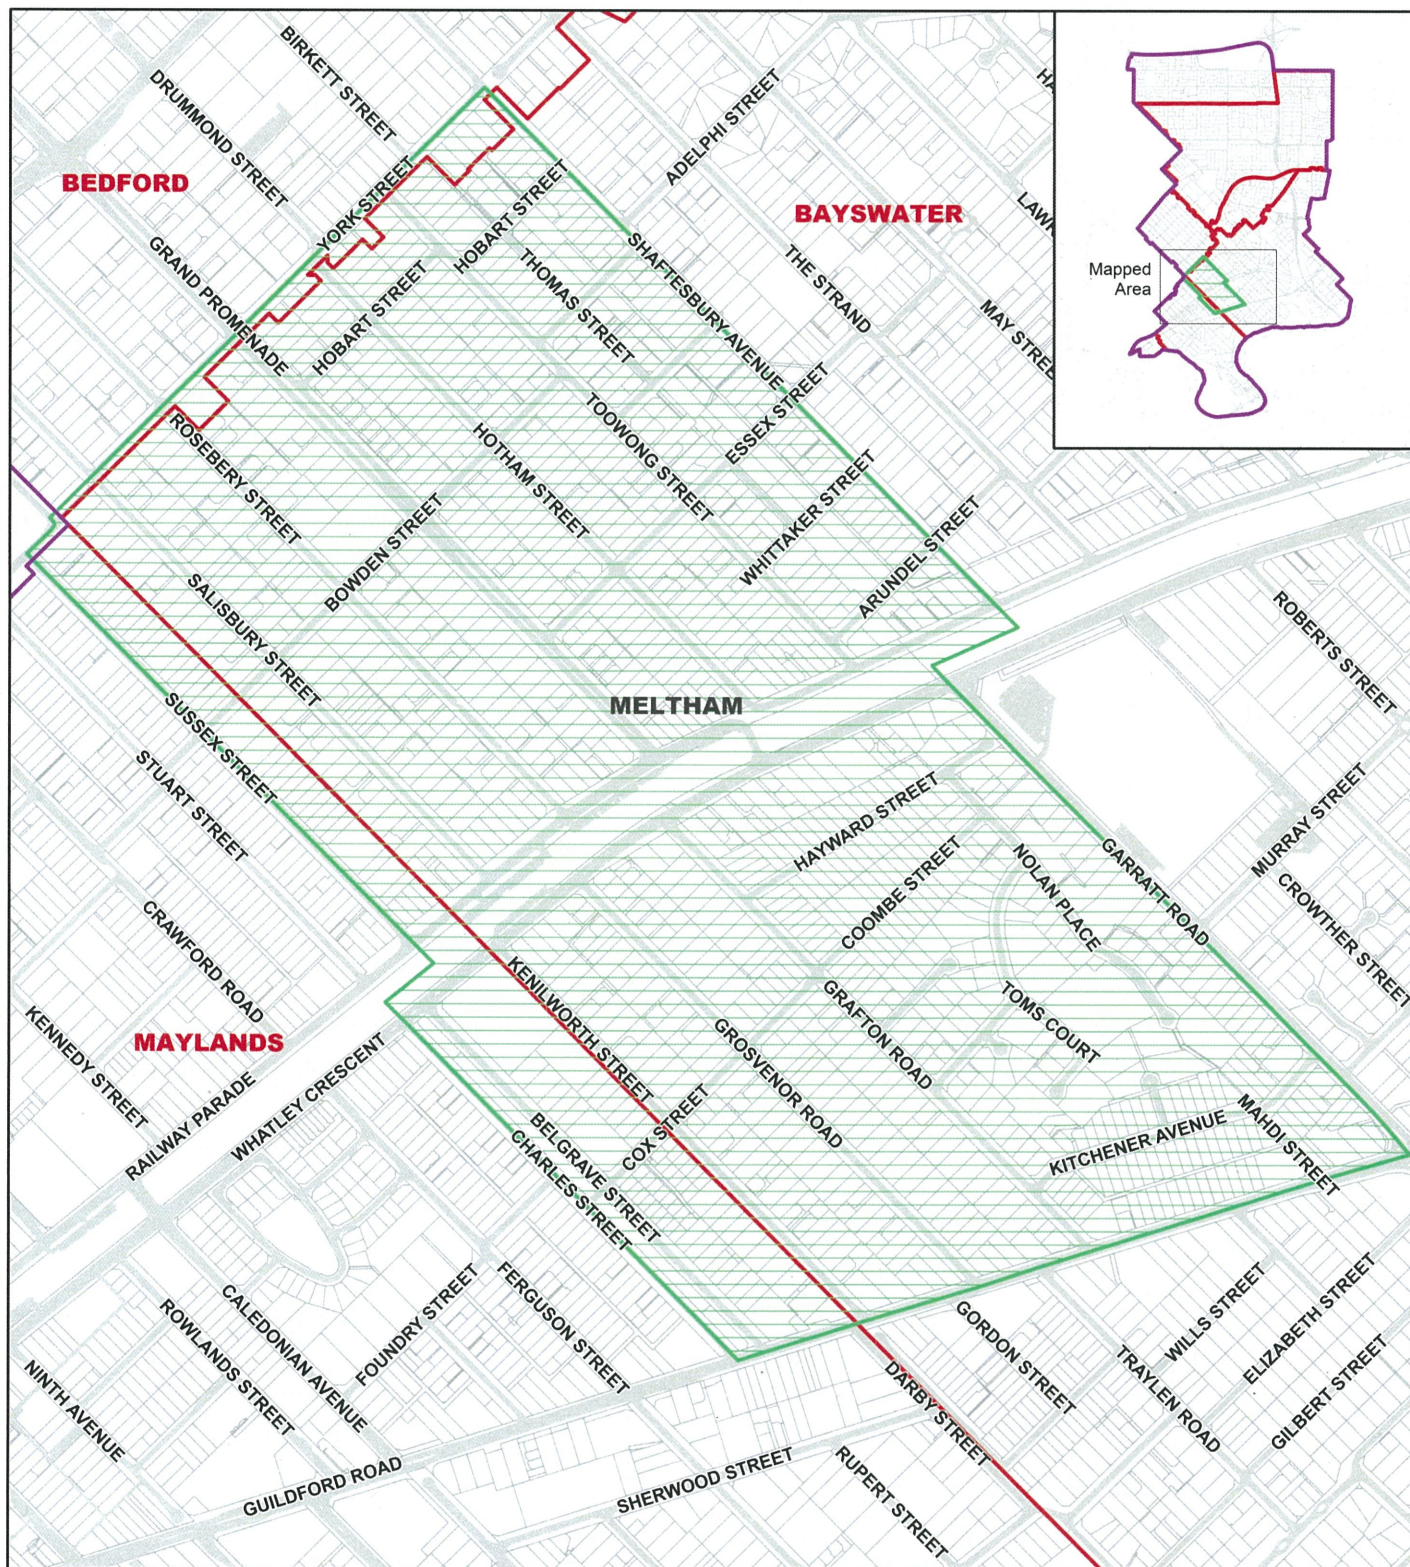 BIRKETT STREET
DRUMMOND STREET
ADELPHI STREET
HA
BEDFORD
YORK STREET
HOBART STREET
BAYSWATER
LAWK
GRAND PROMENADE
HOBART STREET
THOMAS STREET
SHAFTESBURY AVENUE
THE STRAND
MAY STREE
Mapped
Area
ROSEBERY STREET
HOTHAM STREET
TOOWONG STREET
ESSEX STREET
BOWDEN STREET
WHITTAKER STREET
ARUNDEL STREET
SALISBURY STREET
ROBERTS STREET
SUSSEX STREET
MELTHAM
STUART STREET
HAYWARD STREET
COOMBE STREET
NOLAN PLACE
GARRATT ROAD
MURRAY STREET
CROWTHER STREET
CRAWFORD ROAD
KENILWORTH STREET
GRAFTON ROAD
TOMS COURT
KENNEDY STREET
MAYLANDS
RAILWAY PARADE
WHATLEY CRESCENT
GROSVENOR ROAD
COX STREET
BELGRAVE STREET
CHARLES STREET
KITCHENER AVENUE
MAHDI STREET
CALEDONIAN AVENUE
ROWLANDS STREET
FOUNDRY STREET
FERGUSON STREET
GORDON STREET
WILLS STREET
ELIZABETH STREET
TRAYLEN ROAD
GILBERT STREET
NINTH AVENUE
DARBY STREET
GUILDFORD ROAD
SHERWOOD STREET
RUPERT STREET